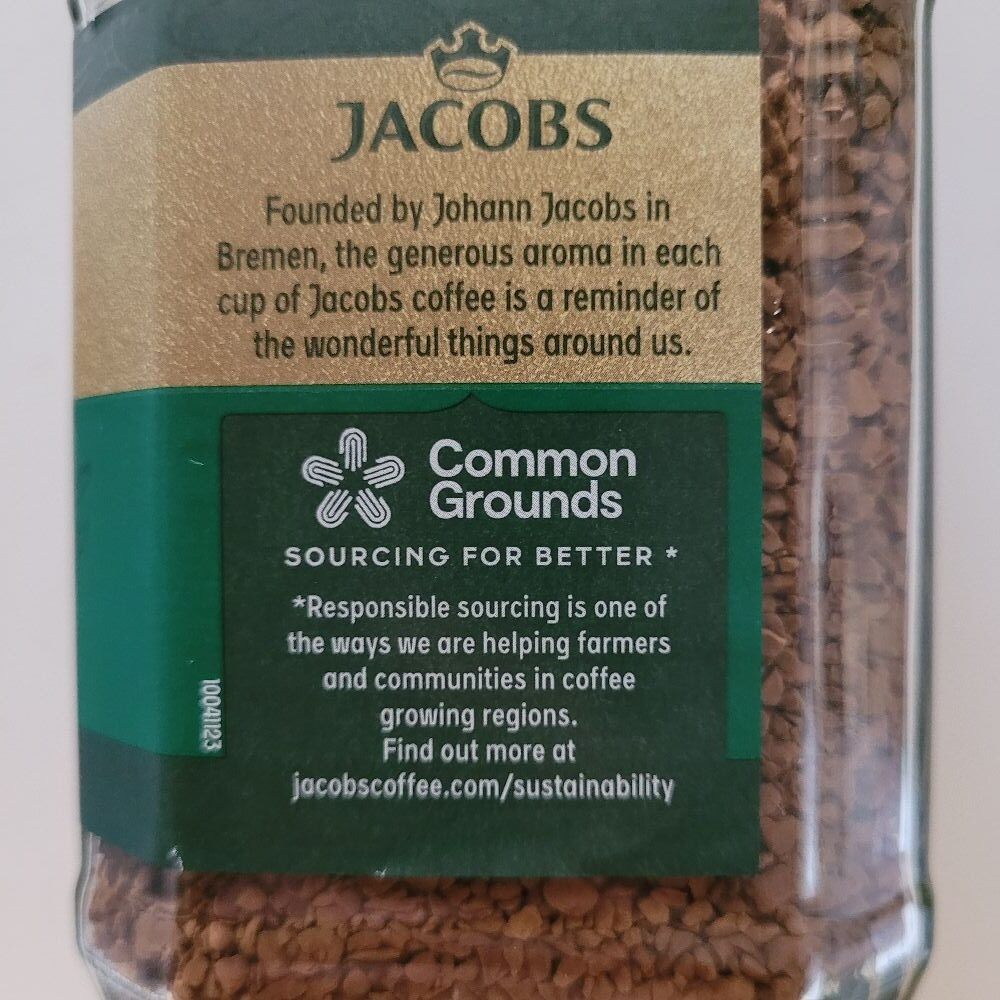 JACOBS
Founded by Johann Jacobs in
Bremen, the generous aroma in each
cup of Jacobs coffee is a reminder of
the wonderful things around us.
Common
Grounds
SOURCING FOR BETTER *
*Responsible sourcing is one of
the ways we are helping farmers
and communities in coffee
growing regions.
Find out more at
jacobscoffee.com/sustainability
10041123